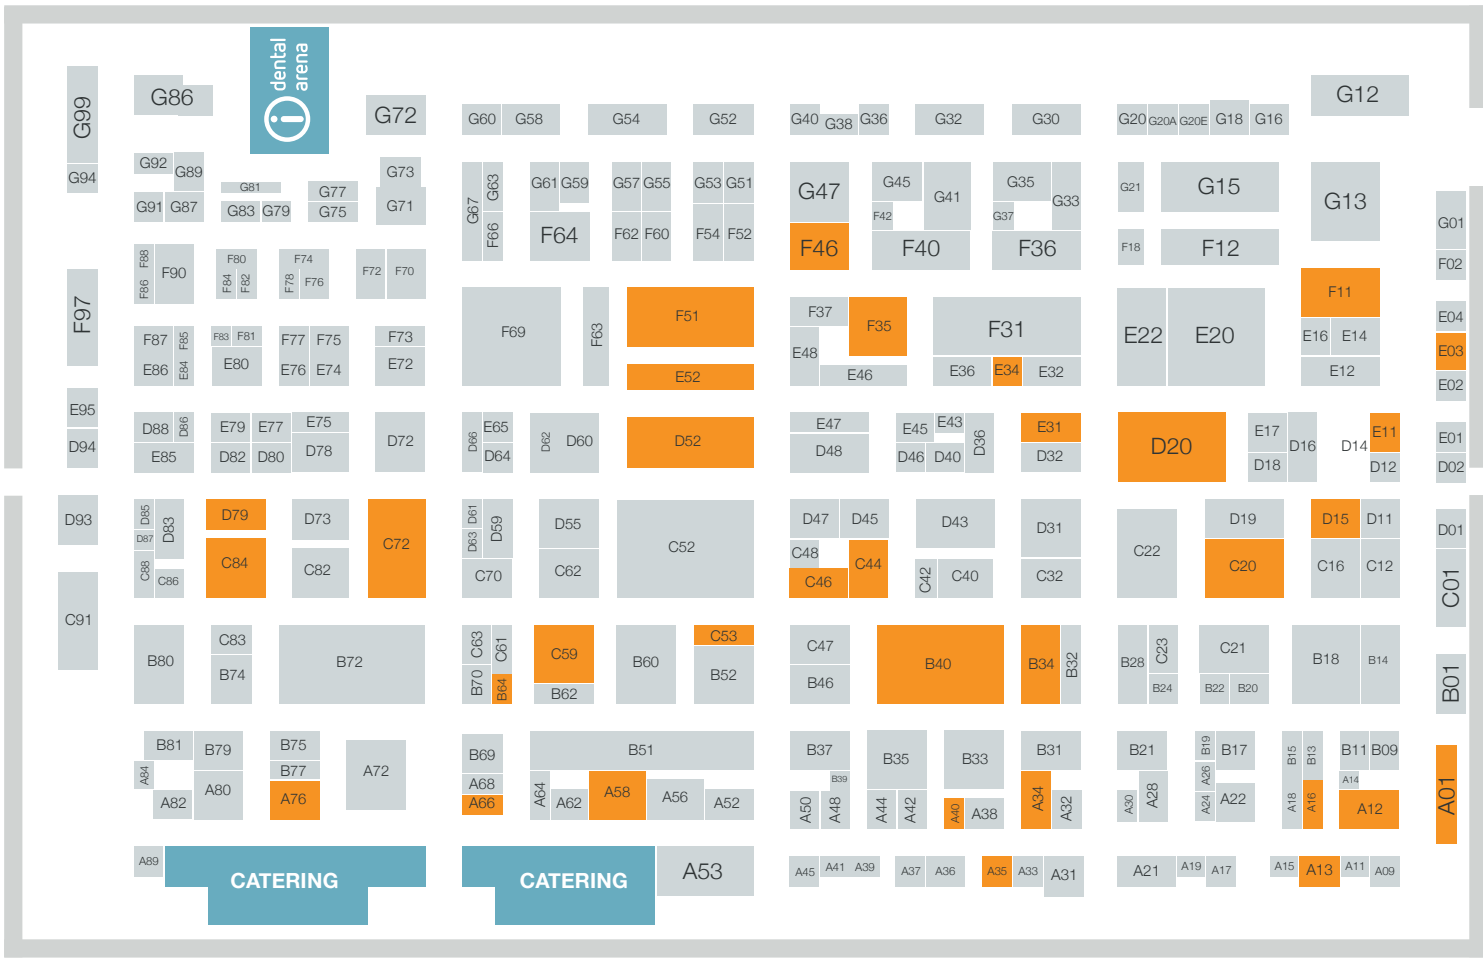 dental
arena
i
G99
G86
G72
G60 G58 G54 G52
G40 G38 G36 G32 G30
G20 G20A G20E G18 G16
G12
G94
G92 G89 G81 G77 G73
G91 G87 G83 G79 G75 G71
G67 G63 G61 G59 G57 G55 G53 G51
F66 F64 F62 F60 F54 F52
G47 G45 G41 G35 G33
F42 G37
F46 F40 F36
G21 G15 G13
F18 F12
G01
F02
F97
F88 F90 F80 F74 F72 F70
F86 F84 F82 F78 F76
F87 F85 F83 F81 F77 F75 F73
E86 E84 E80 E76 E74 E72
F69 F63 F51
E52
F37 F35 F31
E48 E46 E36 E34 E32
E22 E20 F11
E16 E14
E12
E04
E03
E02
E95
D94
D88 D86 E79 E77 E75 D72
E85 D82 D80 D78
D66 E65 D62 D60 D52
D64
E47 E45 E43 D36 E31
D48 D46 D40 D32
D20 E17 D16 D14 E11
D18 D12
E01
D02
D93
D85 D83 D79 D73 C72
D87
C88 C86 C84 C82
D61 D59 D55 C52
D63
C70 C62
D47 D45 D43 D31
C48 C44
C46 C42 C40 C32
C22 D19 D15 D11
C20 C16 C12
D01
C01
C91
B80 C83 B72
B74
C63 C61 C59 B60 C53
B70 B64 B62 B52
C47 B40 B34 B32
B46
B28 C23 C21 B18 B14
B24 B22 B20
B01
B81 B79 B75 A72
A84 B77
A82 A80 A76
B69 B51
A68
A66 A64 A62 A58 A56 A52
B37 B35 B33 B31
B39
A50 A48 A44 A42 A40 A38 A34 A32
B21 B19 B17 B15 B13 B11 B09
A26 A14
A30 A28 A24 A22 A18 A16 A12
A01
A89
CATERING
CATERING
A53
A45 A41 A39 A37 A36 A35 A33 A31
A21 A19 A17 A15 A13 A11 A09